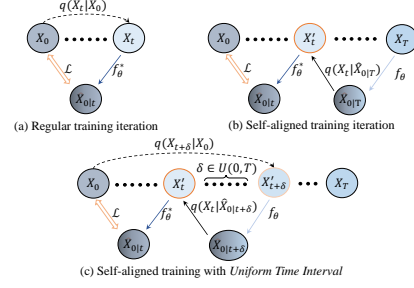 q(X_t|X_0)
X_0 X_t
ℒ f_θ^*
X_{0|t}
(a) Regular training iteration
X_0 X'_t X_T
ℒ f_θ^* q(X_t|X̂_{0|T}) f_θ
X_{0|t} X̂_{0|T}
(b) Self-aligned training iteration
q(X_{t+δ}|X_0)
δ ∈ U(0,T)
X_0 X'_t X'_{t+δ} X_T
ℒ f_θ^* q(X_t|X̂_{0|t+δ}) f_θ
X_{0|t} X_{0|t+δ}
(c) Self-aligned training with Uniform Time Interval